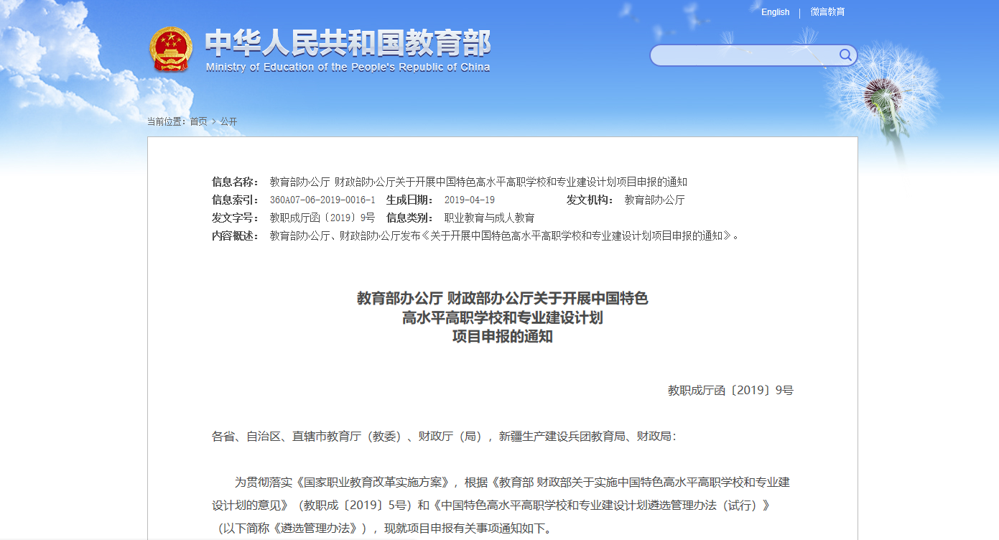 English | 微言教育
中华人民共和国教育部
Ministry of Education of the People's Republic of China
当前位置：首页 > 公开
信息名称： 教育部办公厅 财政部办公厅关于开展中国特色高水平高职学校和专业建设计划项目申报的通知
信息索引： 360A07-06-2019-0016-1 生成日期： 2019-04-19 发文机构： 教育部办公厅
发文字号： 教职成厅函〔2019〕9号 信息类别： 职业教育与成人教育
内容概述： 教育部办公厅、财政部办公厅发布《关于开展中国特色高水平高职学校和专业建设计划项目申报的通知》。
教育部办公厅 财政部办公厅关于开展中国特色
高水平高职学校和专业建设计划
项目申报的通知
教职成厅函〔2019〕9号
各省、自治区、直辖市教育厅（教委）、财政厅（局），新疆生产建设兵团教育局、财政局：
为贯彻落实《国家职业教育改革实施方案》，根据《教育部 财政部关于实施中国特色高水平高职学校和专业建
设计划的意见》（教职成〔2019〕5号）和《中国特色高水平高职学校和专业建设计划遴选管理办法（试行）》
（以下简称《遴选管理办法》），现就项目申报有关事项通知如下。